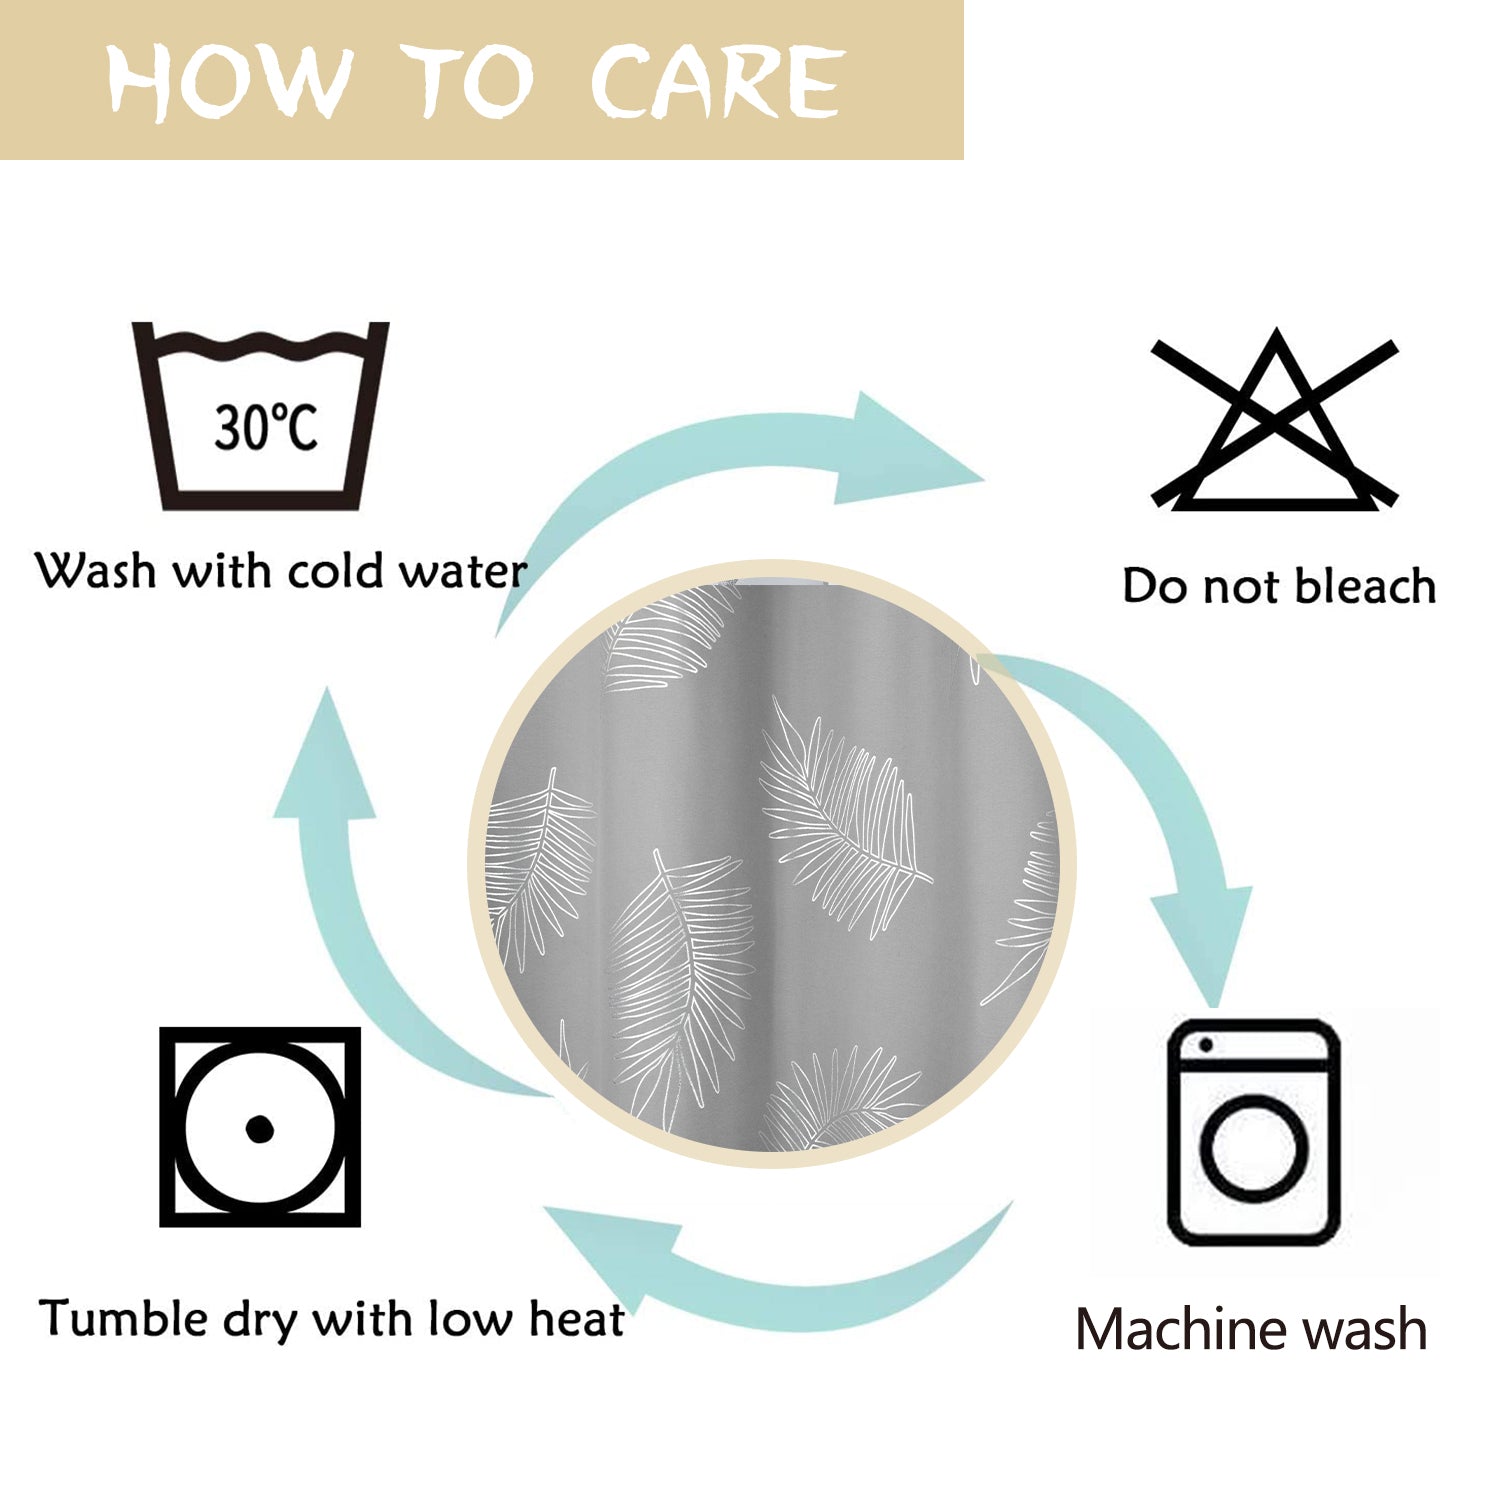 HOW TO CARE
30°C
Wash with cold water
Do not bleach
Tumble dry with low heat
Machine wash